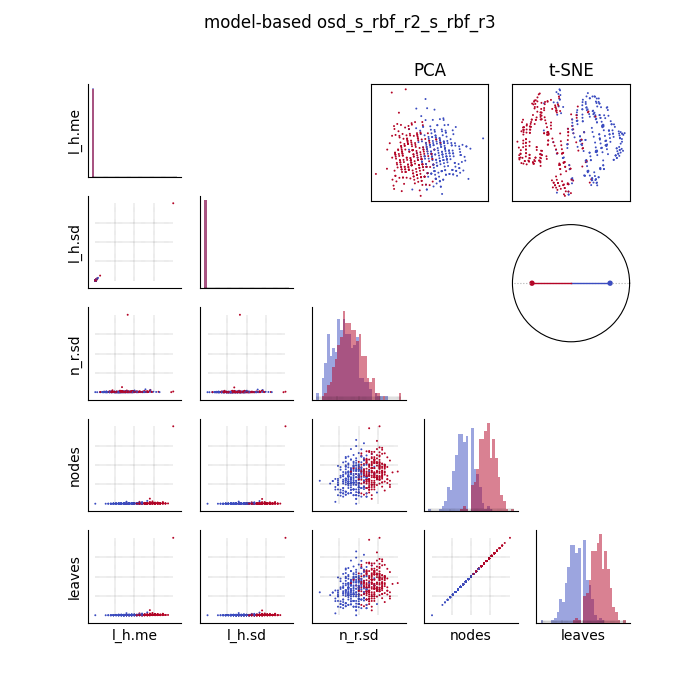 model-based osd_s_rbf_r2_s_rbf_r3
PCA
t-SNE
l_h.me
l_h.sd
n_r.sd
nodes
leaves
l_h.me
l_h.sd
n_r.sd
nodes
leaves